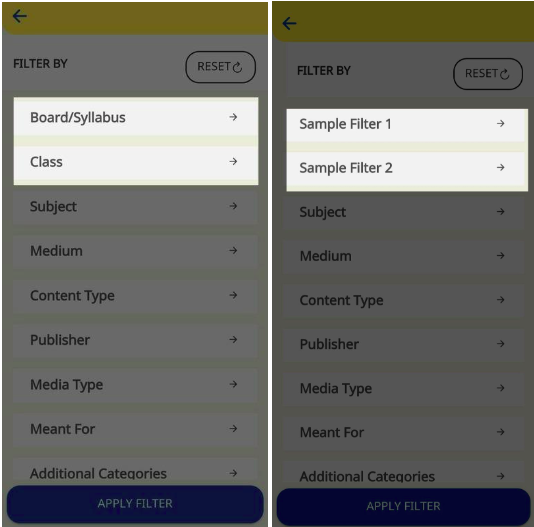 FILTER BY
RESET
Board/Syllabus
Class
Subject
Medium
Content Type
Publisher
Media Type
Meant For
Additional Categories
APPLY FILTER
FILTER BY
RESET
Sample Filter 1
Sample Filter 2
Subject
Medium
Content Type
Publisher
Media Type
Meant For
Additional Categories
APPLY FILTER